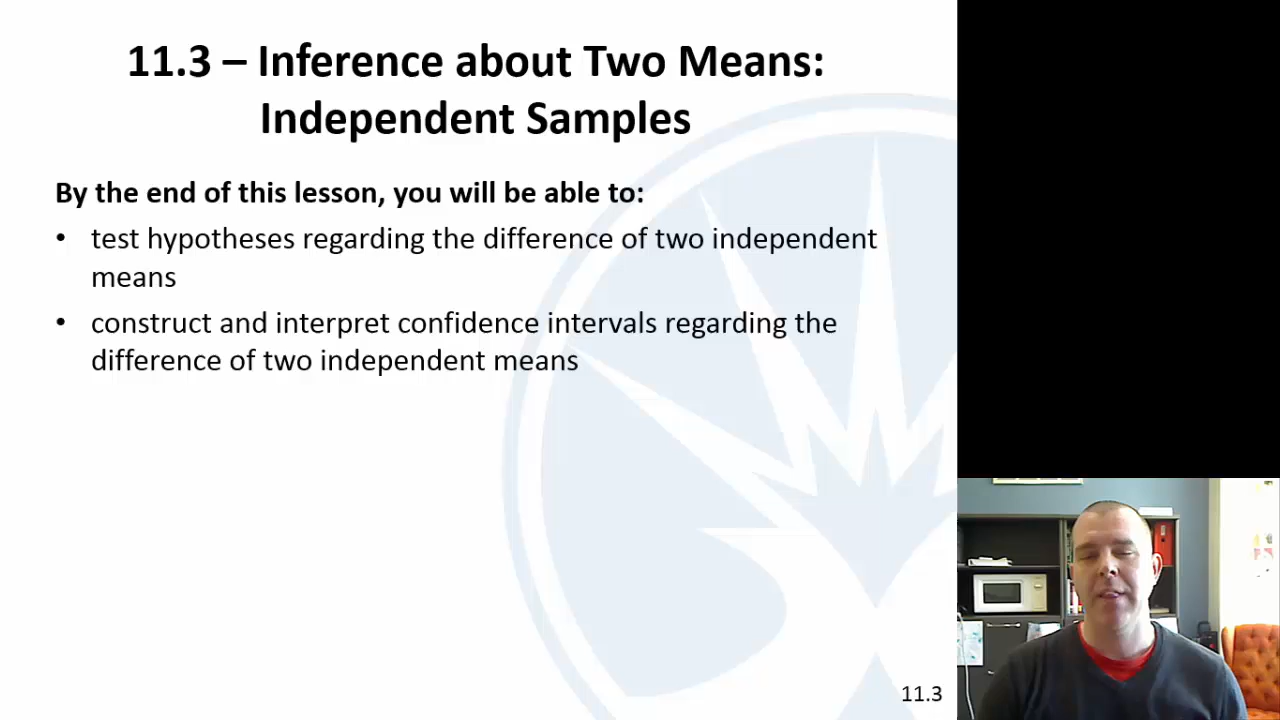 11.3 – Inference about Two Means:
Independent Samples
By the end of this lesson, you will be able to:
• test hypotheses regarding the difference of two independent
means
• construct and interpret confidence intervals regarding the
difference of two independent means
11.3